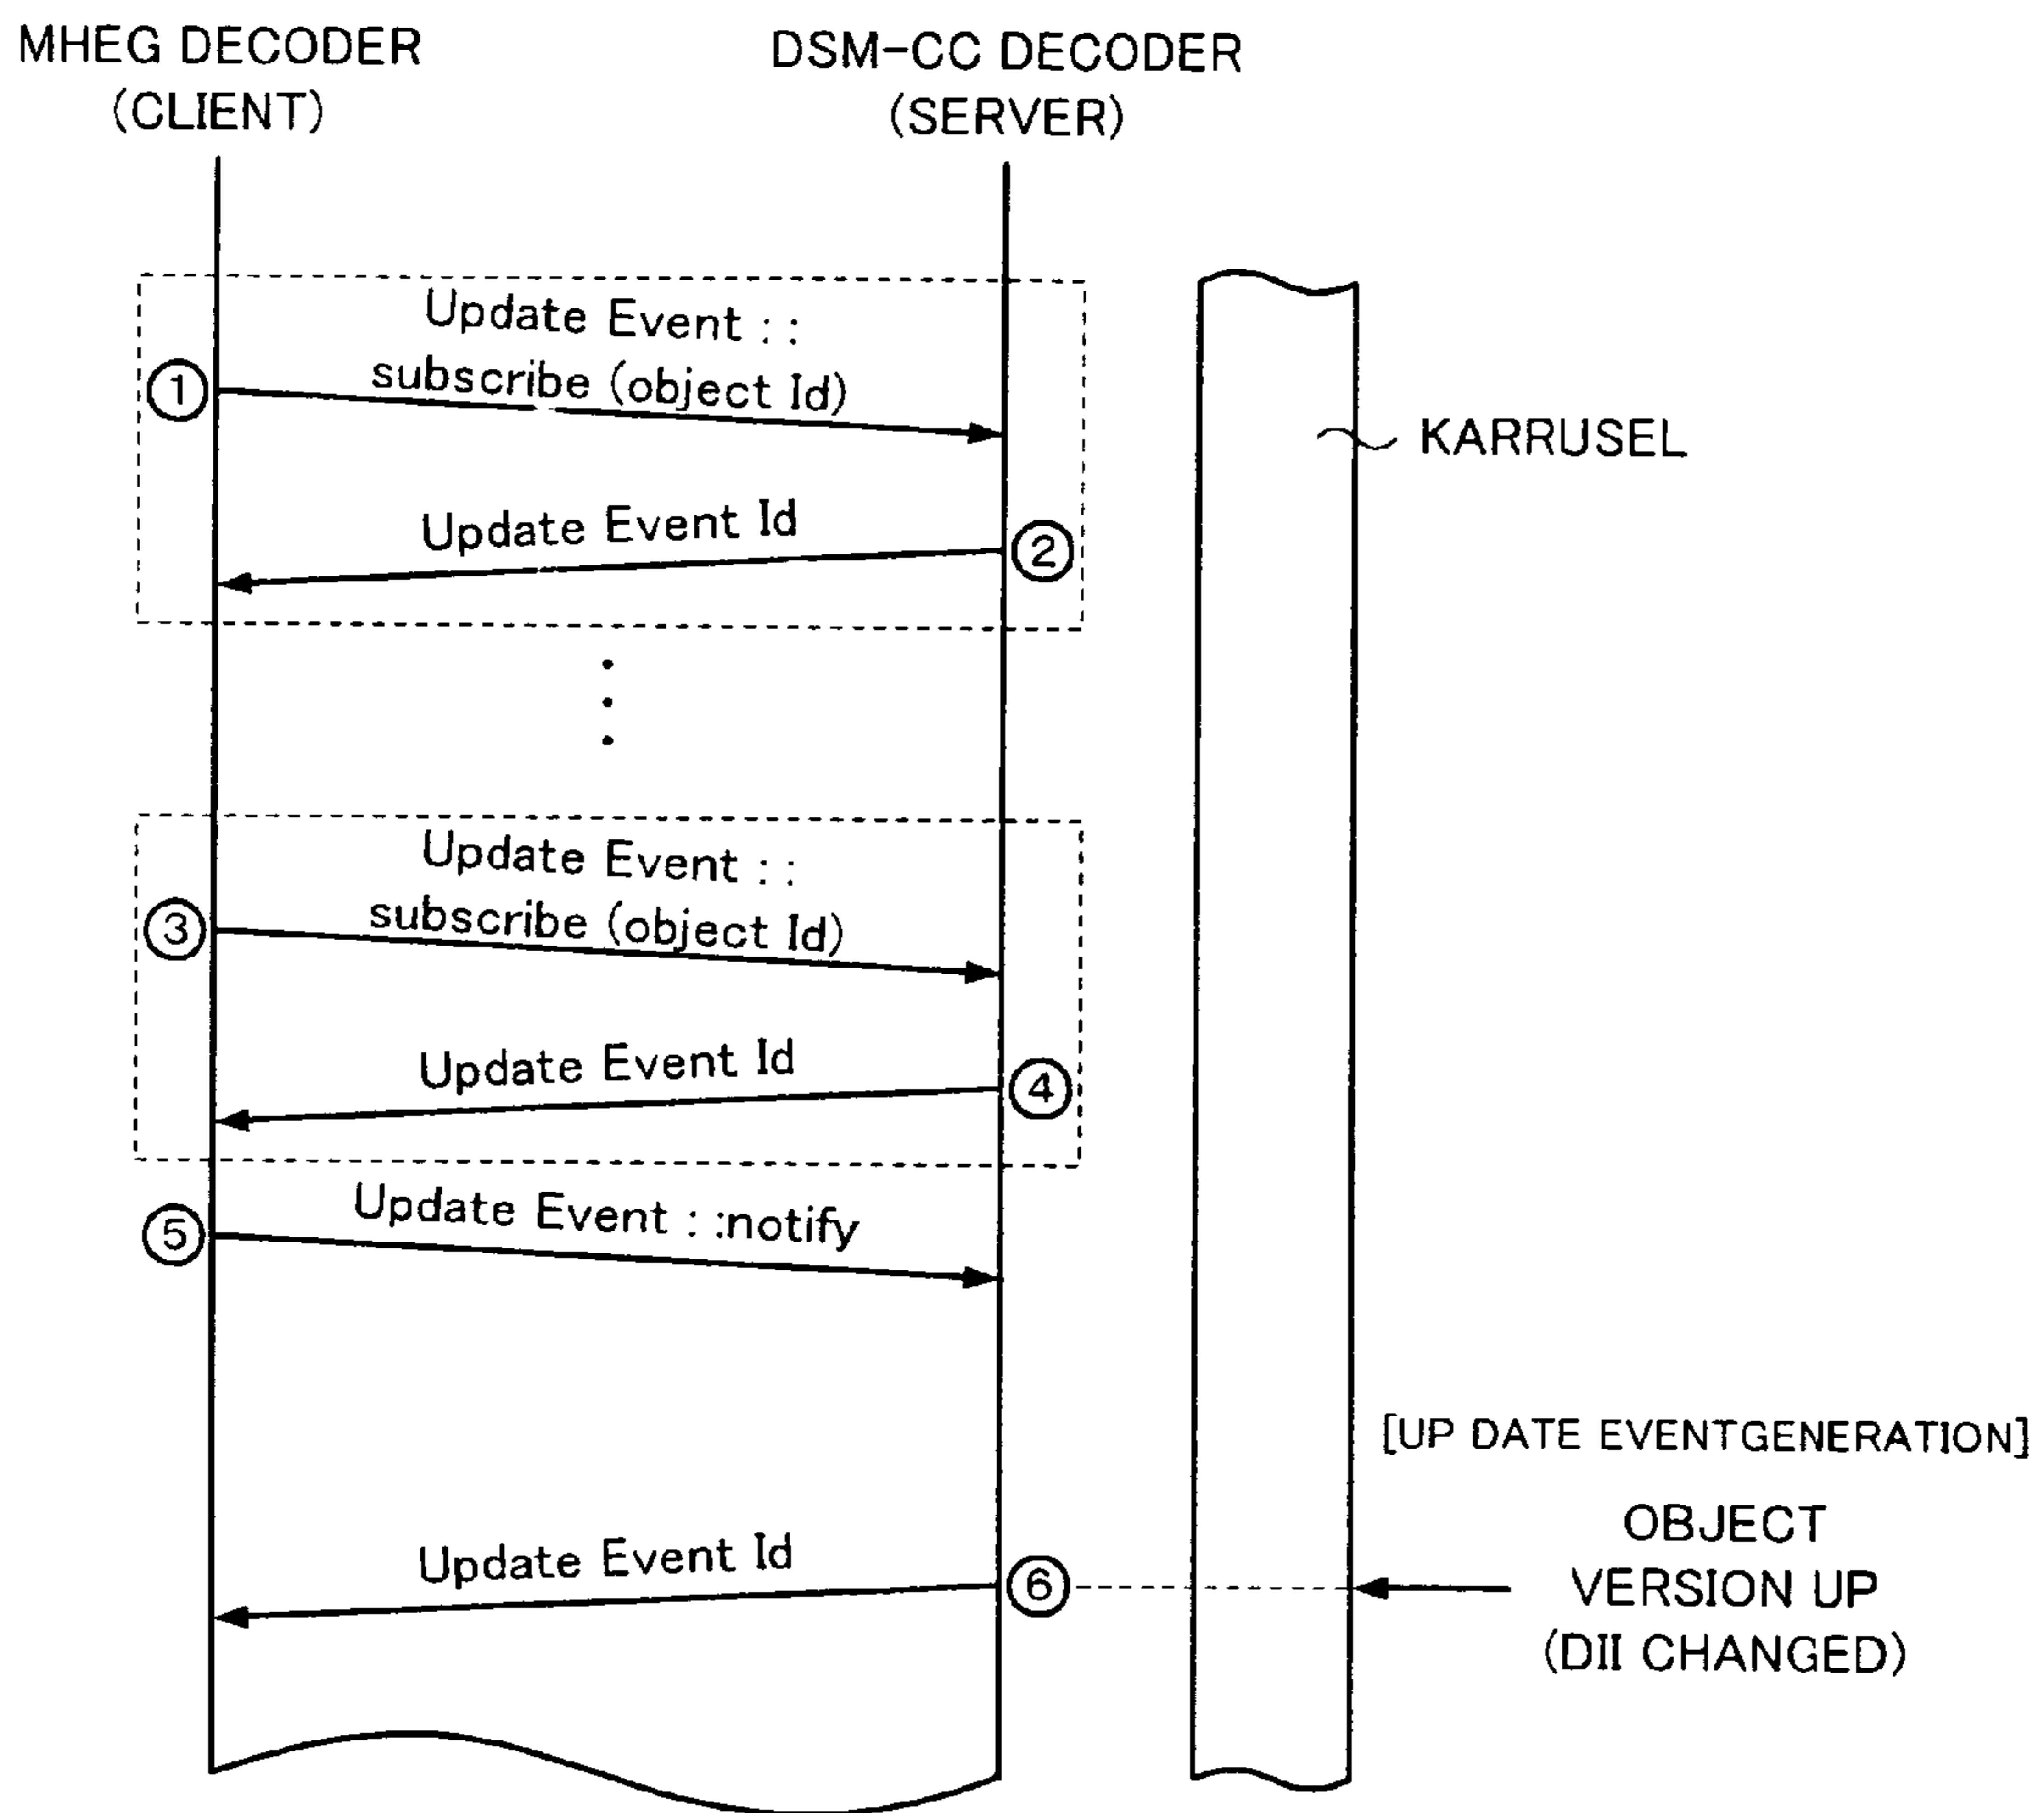 MHEG DECODER
(CLIENT)
DSM-CC DECODER
(SERVER)
Update Event : :
① subscribe (object Id)
KARRUSEL
Update Event Id ②
Update Event : :
③ subscribe (object Id)
Update Event Id ④
⑤ Update Event : :notify
[UP DATE EVENTGENERATION]
Update Event Id ⑥
OBJECT
VERSION UP
(DII CHANGED)